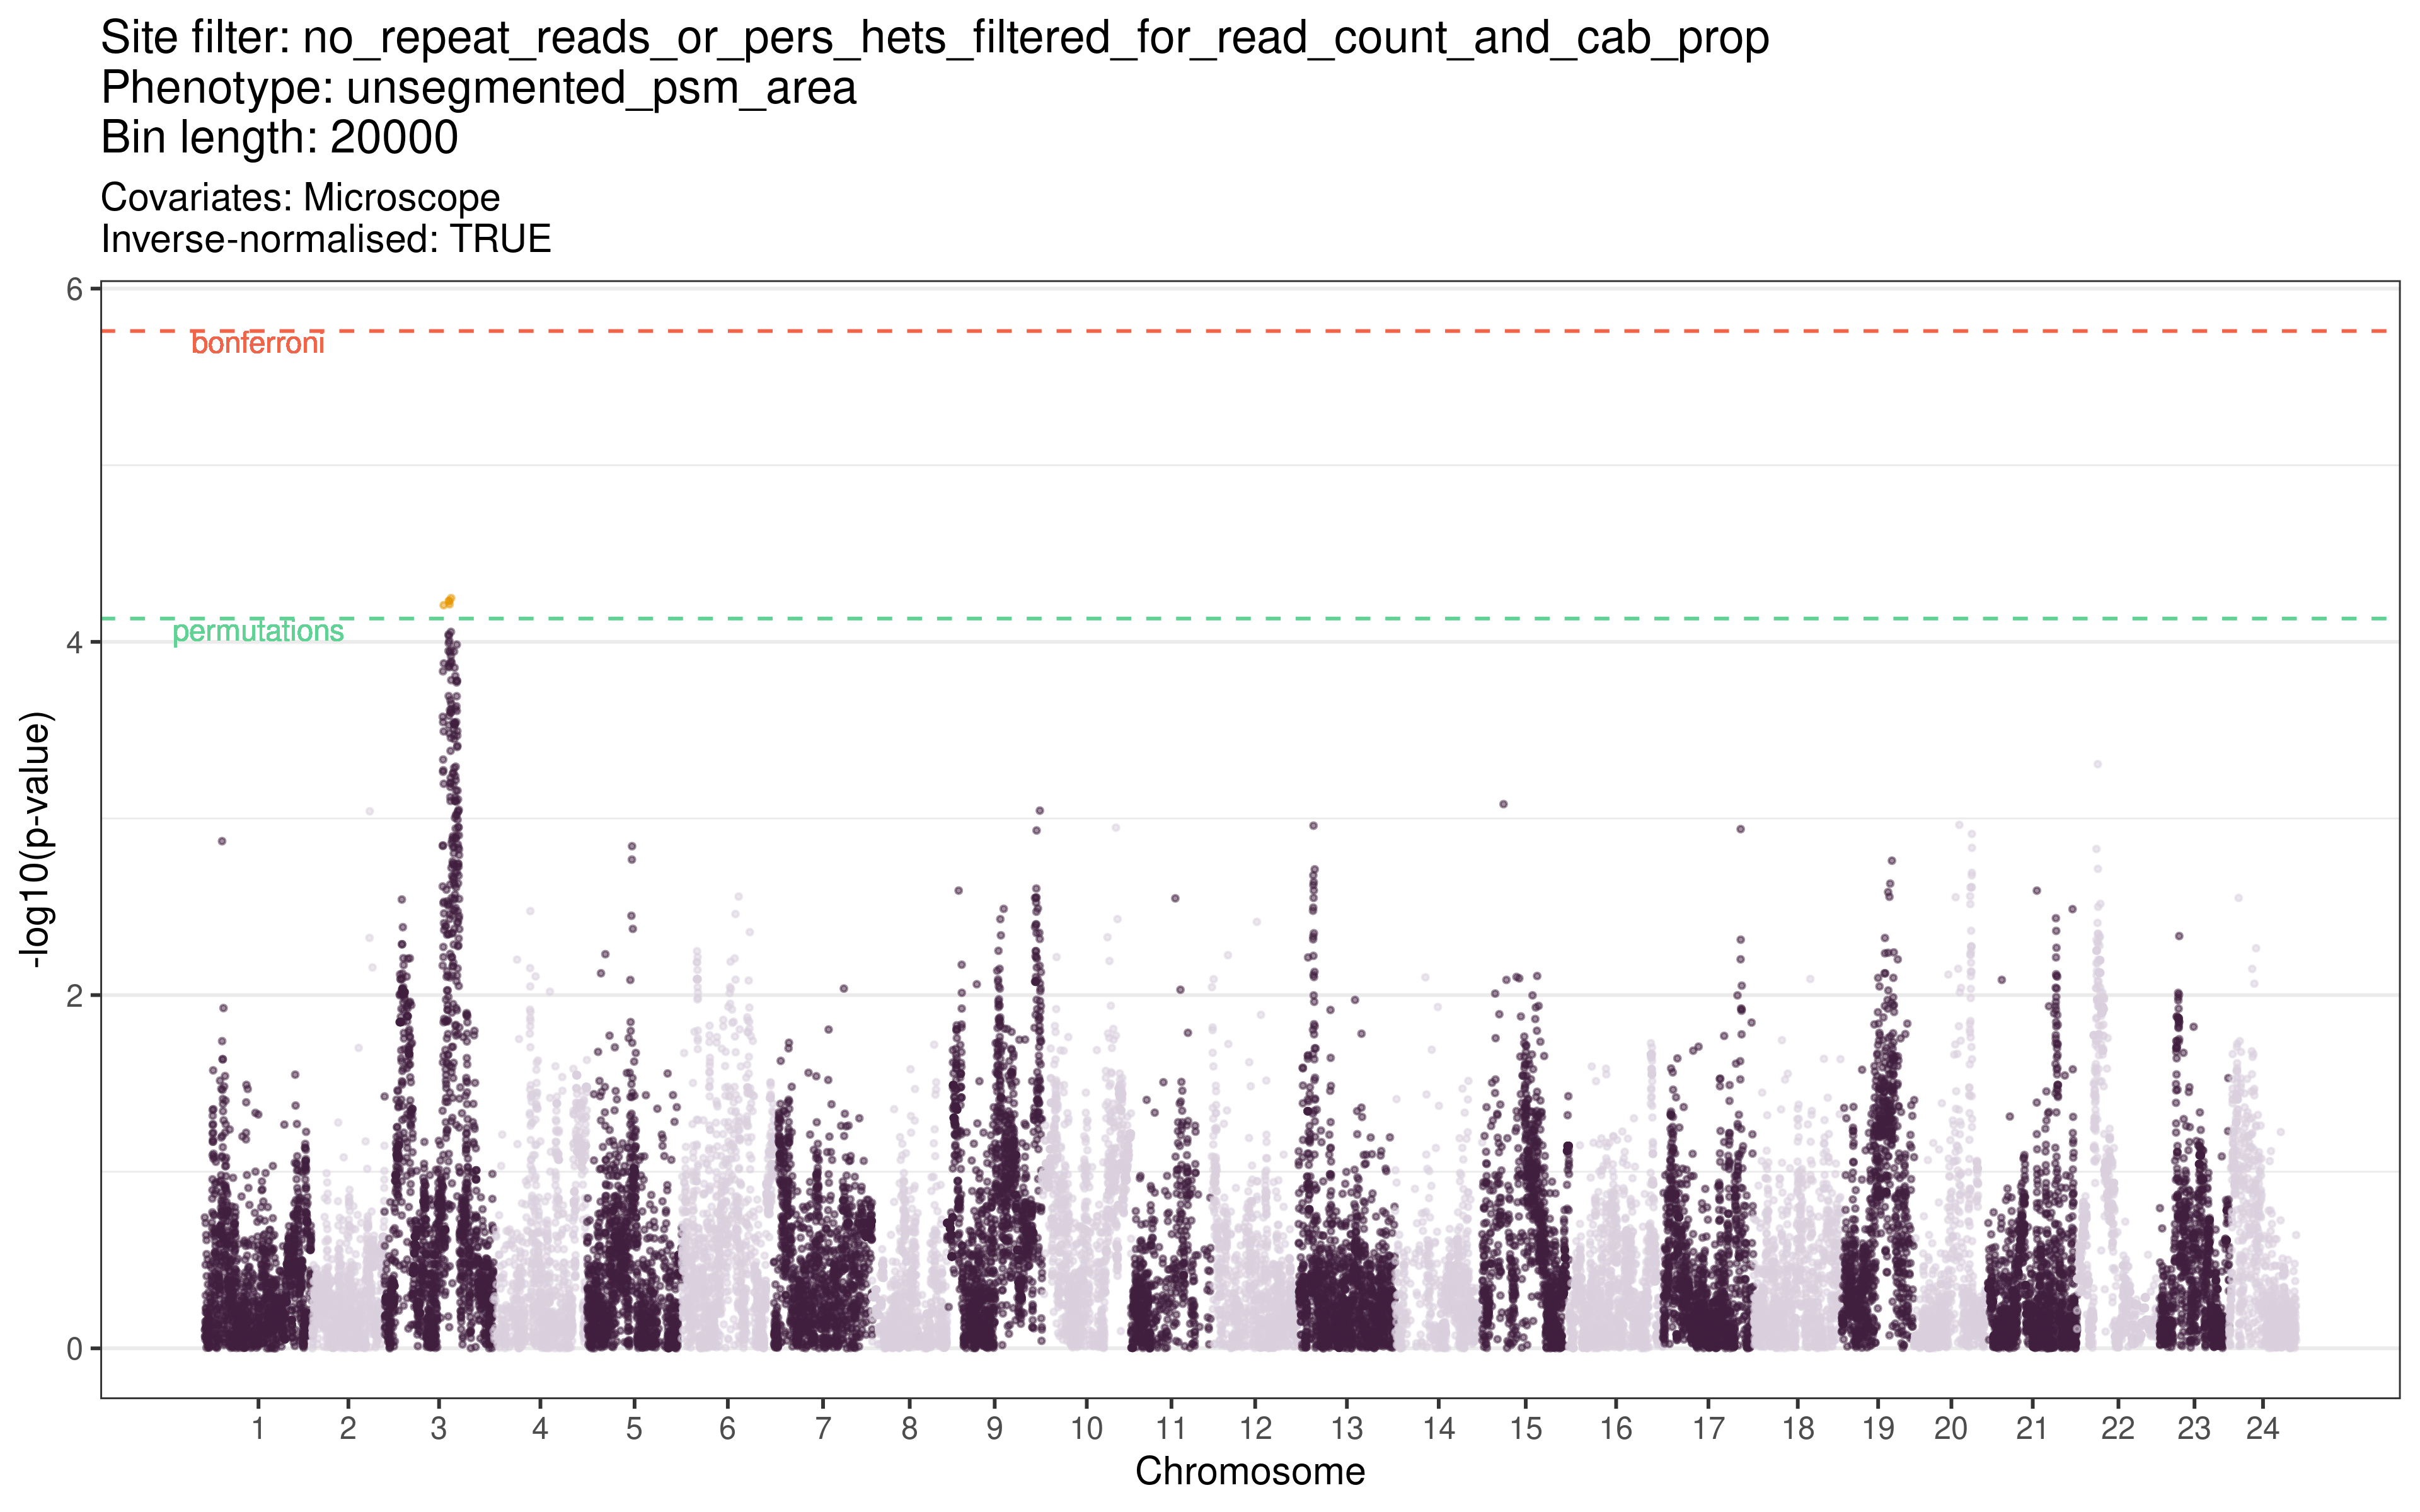 Site filter: no_repeat_reads_or_pers_hets_filtered_for_read_count_and_cab_prop
Phenotype: unsegmented_psm_area
Bin length: 20000
Covariates: Microscope
Inverse-normalised: TRUE
6
bonferroni
permutations
4
-log10(p-value)
2
0
1 2 3 4 5 6 7 8 9 10 11 12 13 14 15 16 17 18 19 20 21 22 23 24
Chromosome